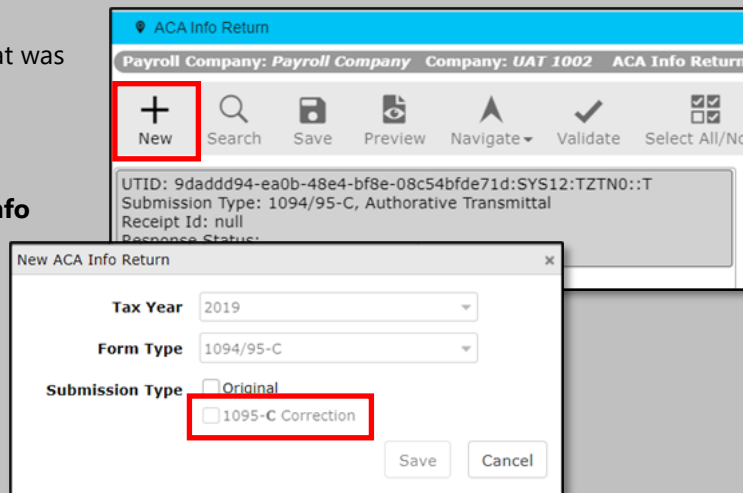 at was
nfo
ACA Info Return
Payroll Company: Payroll Company Company: UAT 1002 ACA Info Return
New Search Save Preview Navigate Validate Select All/No
UTID: 9daddd94-ea0b-48e4-bf8e-08c54bfde71d:SYS12:TZTN0::T
Submission Type: 1094/95-C, Authorative Transmittal
Receipt Id: null
Response Status:
New ACA Info Return
Tax Year 2019
Form Type 1094/95-C
Submission Type Original
1095-C Correction
Save Cancel